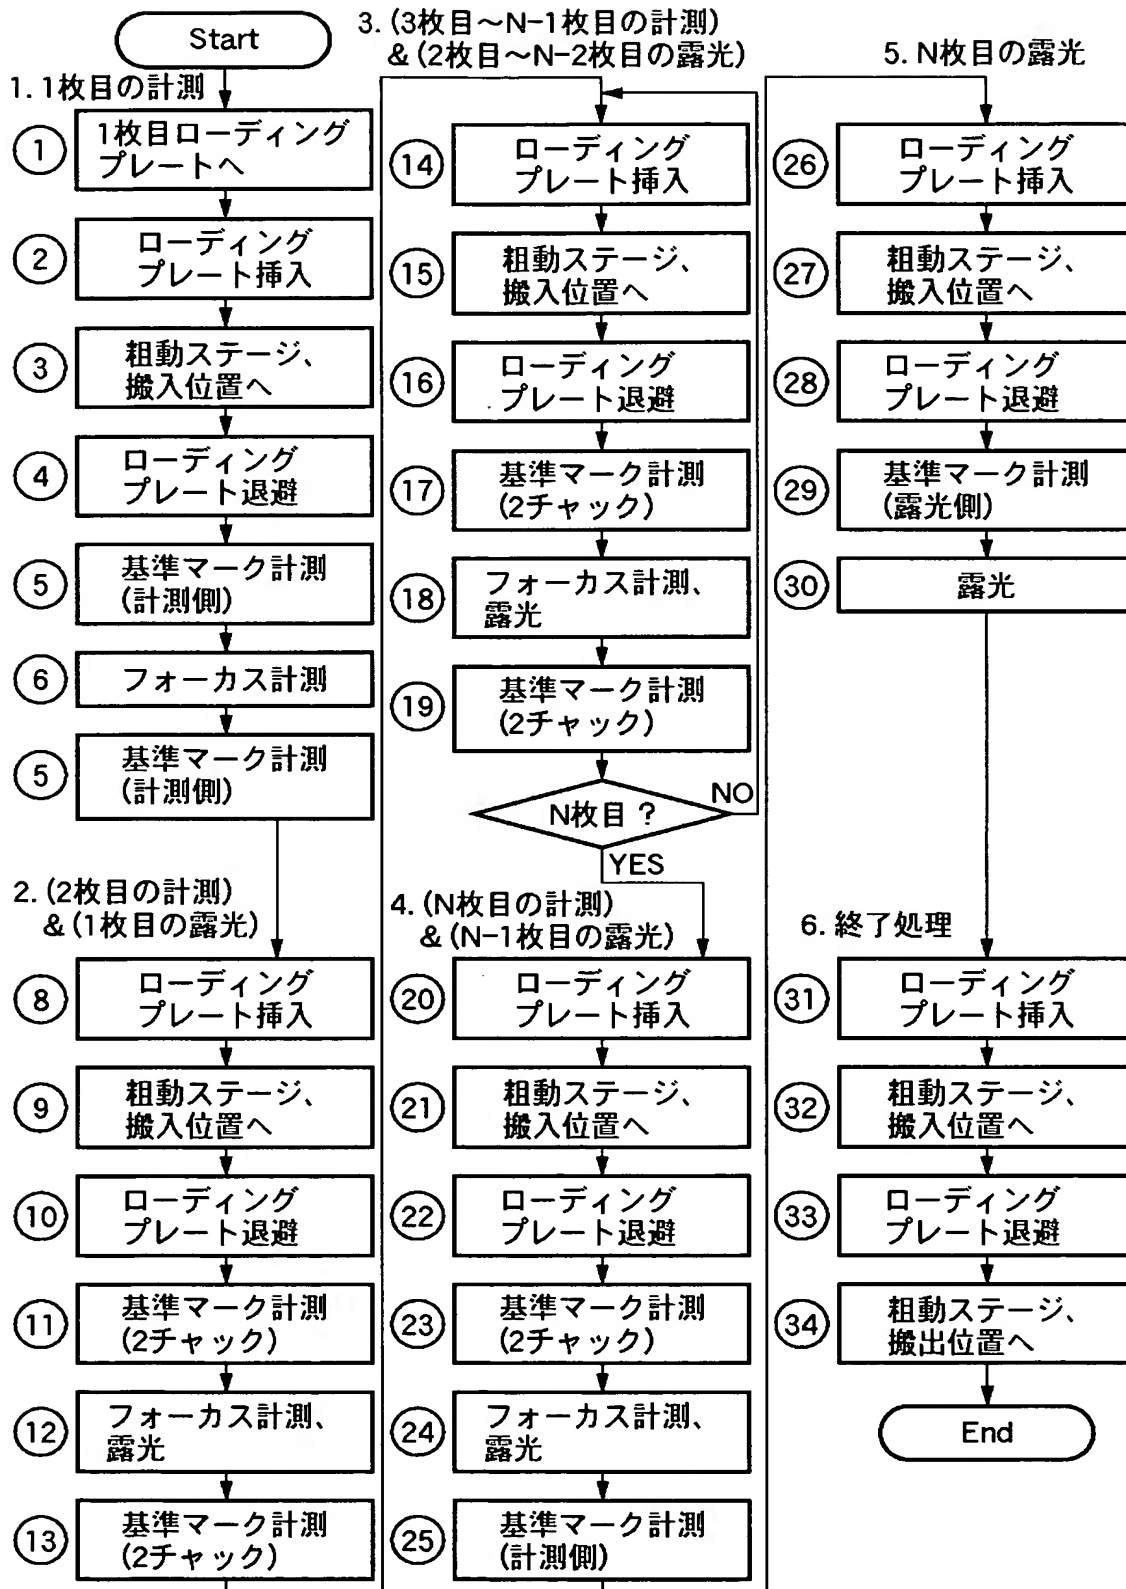 Start
1. 1枚目の計測
①
1枚目ローディング
プレートへ
②
ローディング
プレート挿入
③
粗動ステージ、
搬入位置へ
④
ローディング
プレート退避
⑤
基準マーク計測
(計測側)
⑥
フォーカス計測
⑤
基準マーク計測
(計測側)
2. (2枚目の計測)
& (1枚目の露光)
⑧
ローディング
プレート挿入
⑨
粗動ステージ、
搬入位置へ
⑩
ローディング
プレート退避
⑪
基準マーク計測
(2チャック)
⑫
フォーカス計測、
露光
⑬
基準マーク計測
(2チャック)
3. (3枚目〜N-1枚目の計測)
& (2枚目〜N-2枚目の露光)
⑭
ローディング
プレート挿入
⑮
粗動ステージ、
搬入位置へ
⑯
ローディング
プレート退避
⑰
基準マーク計測
(2チャック)
⑱
フォーカス計測、
露光
⑲
基準マーク計測
(2チャック)
N枚目 ?
NO
YES
4. (N枚目の計測)
& (N-1枚目の露光)
⑳
ローディング
プレート挿入
㉑
粗動ステージ、
搬入位置へ
㉒
ローディング
プレート退避
㉓
基準マーク計測
(2チャック)
㉔
フォーカス計測、
露光
㉕
基準マーク計測
(計測側)
5. N枚目の露光
㉖
ローディング
プレート挿入
㉗
粗動ステージ、
搬入位置へ
㉘
ローディング
プレート退避
㉙
基準マーク計測
(露光側)
㉚
露光
6. 終了処理
㉛
ローディング
プレート挿入
㉜
粗動ステージ、
搬入位置へ
㉝
ローディング
プレート退避
㉞
粗動ステージ、
搬出位置へ
End